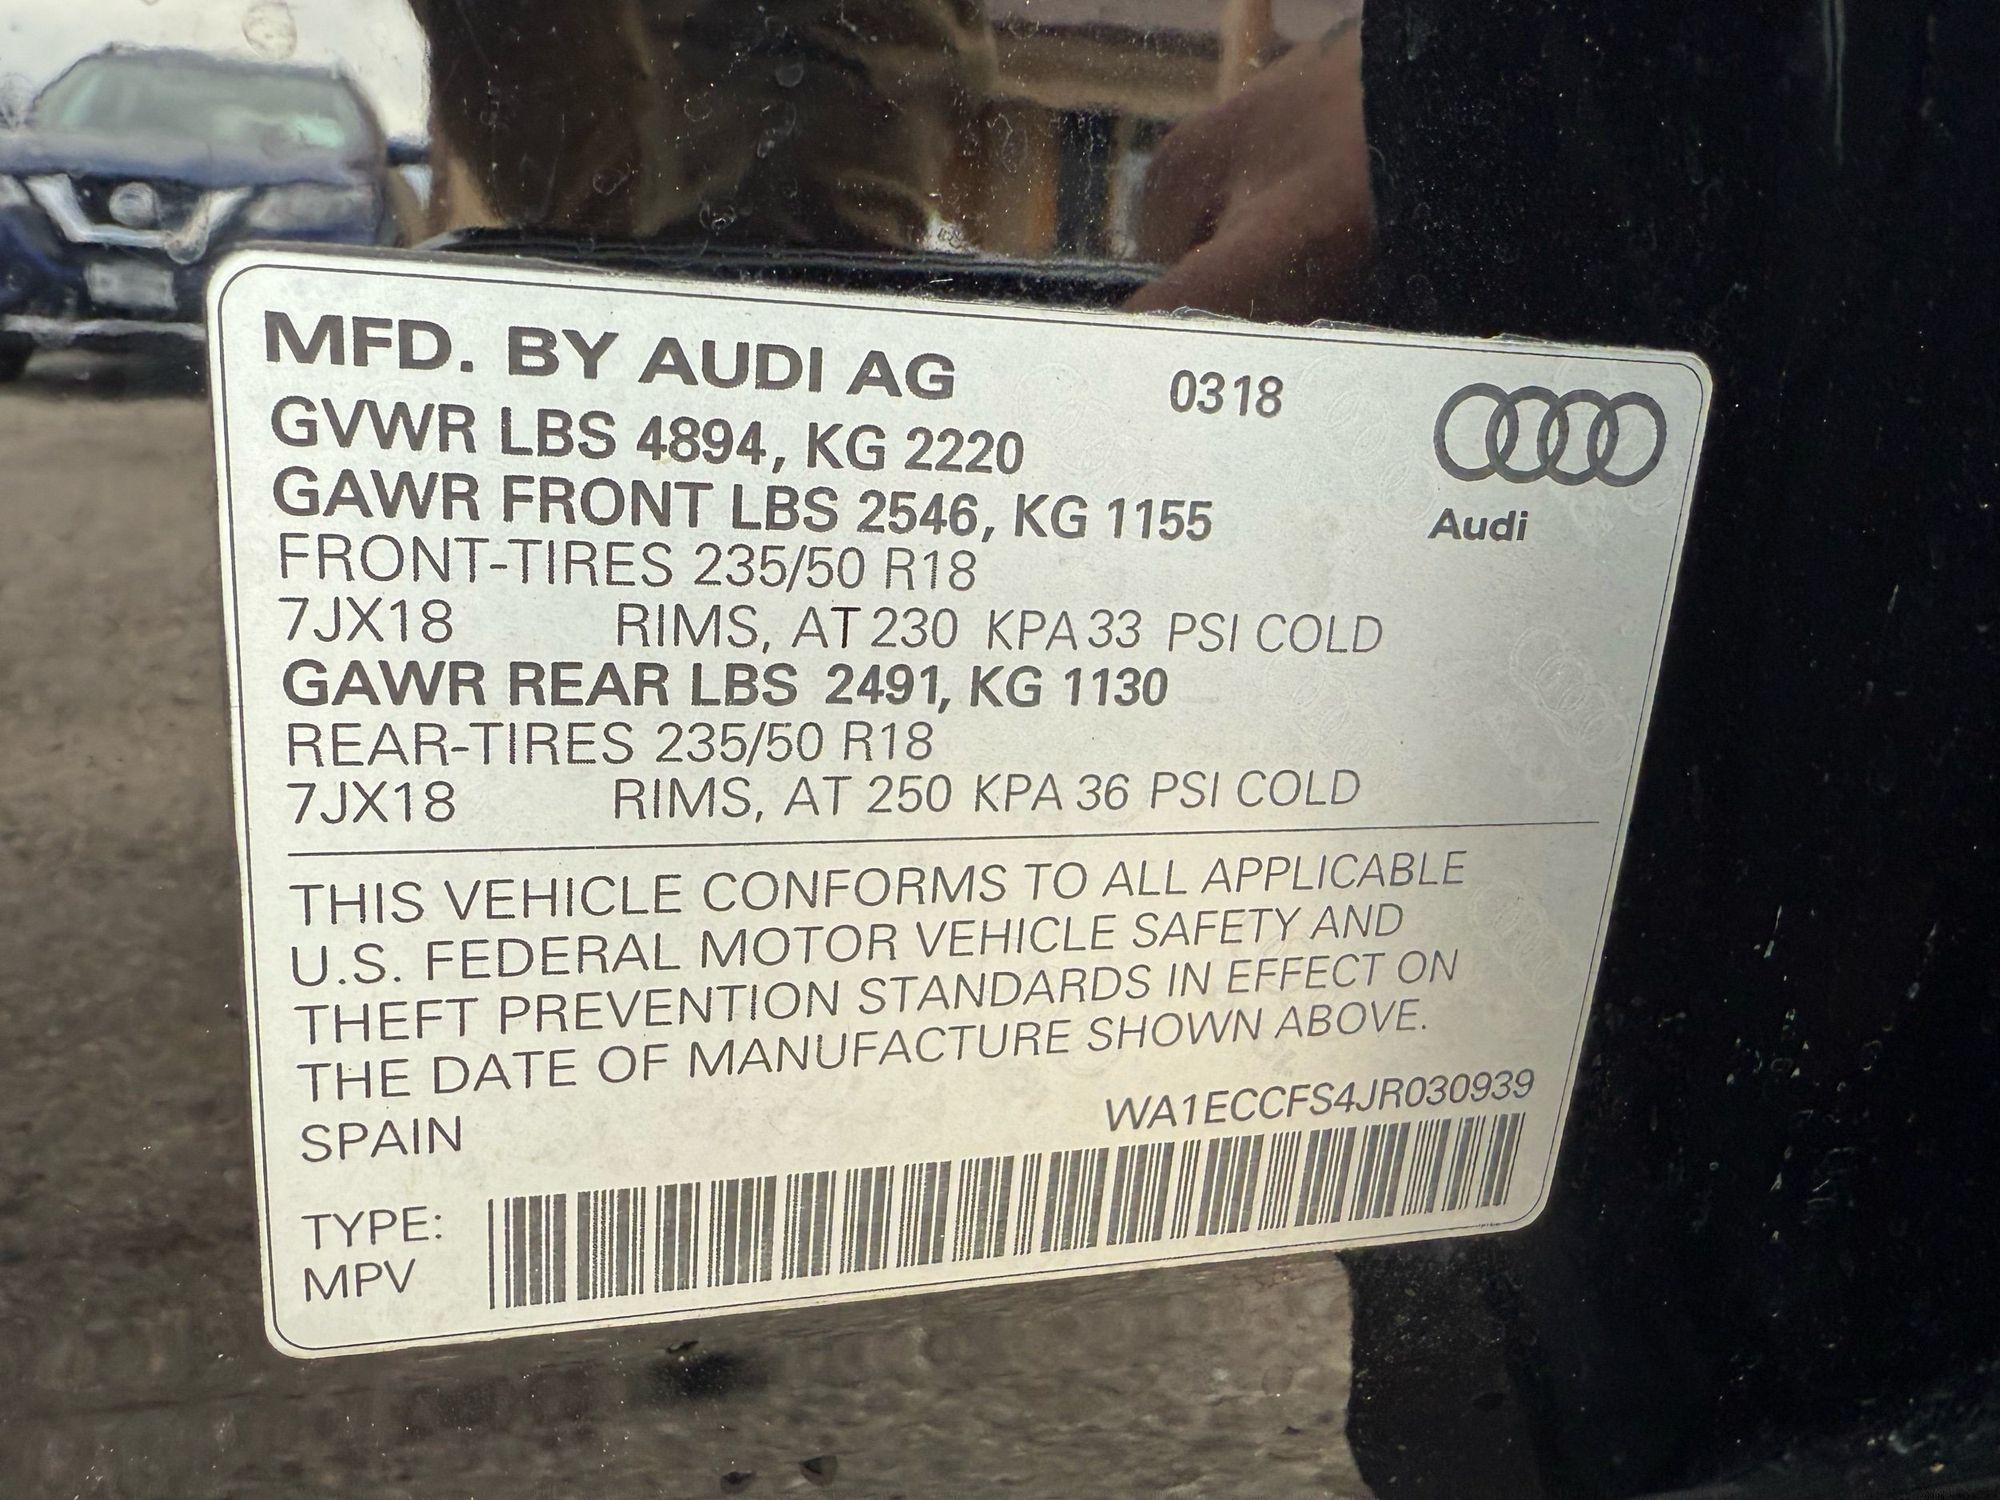 MFD. BY AUDI AG 0318
GVWR LBS 4894, KG 2220
GAWR FRONT LBS 2546, KG 1155
Audi
FRONT-TIRES 235/50 R18
7JX18 RIMS, AT 230 KPA 33 PSI COLD
GAWR REAR LBS 2491, KG 1130
REAR-TIRES 235/50 R18
7JX18 RIMS, AT 250 KPA 36 PSI COLD
THIS VEHICLE CONFORMS TO ALL APPLICABLE
U.S. FEDERAL MOTOR VEHICLE SAFETY AND
THEFT PREVENTION STANDARDS IN EFFECT ON
THE DATE OF MANUFACTURE SHOWN ABOVE.
SPAIN WA1ECCFS4JR030939
TYPE:
MPV